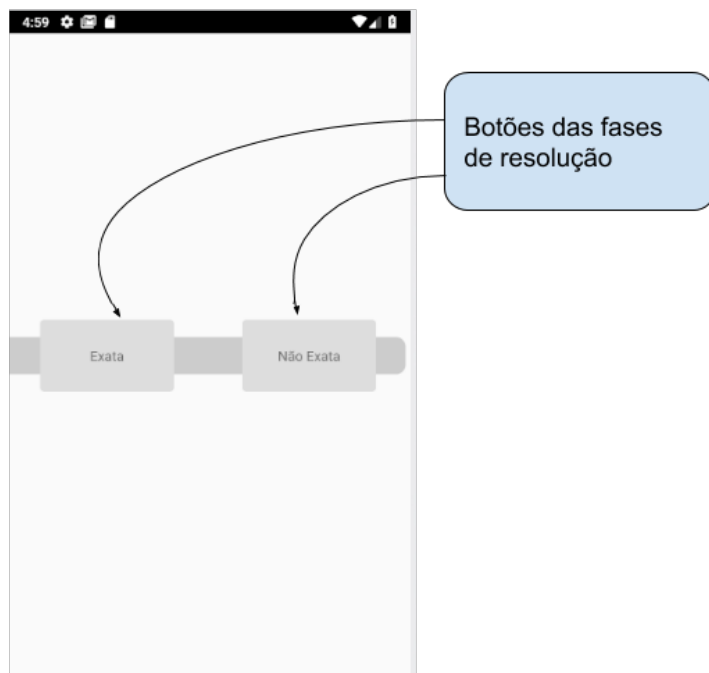 4:59
Botões das fases
de resolução
Exata
Não Exata